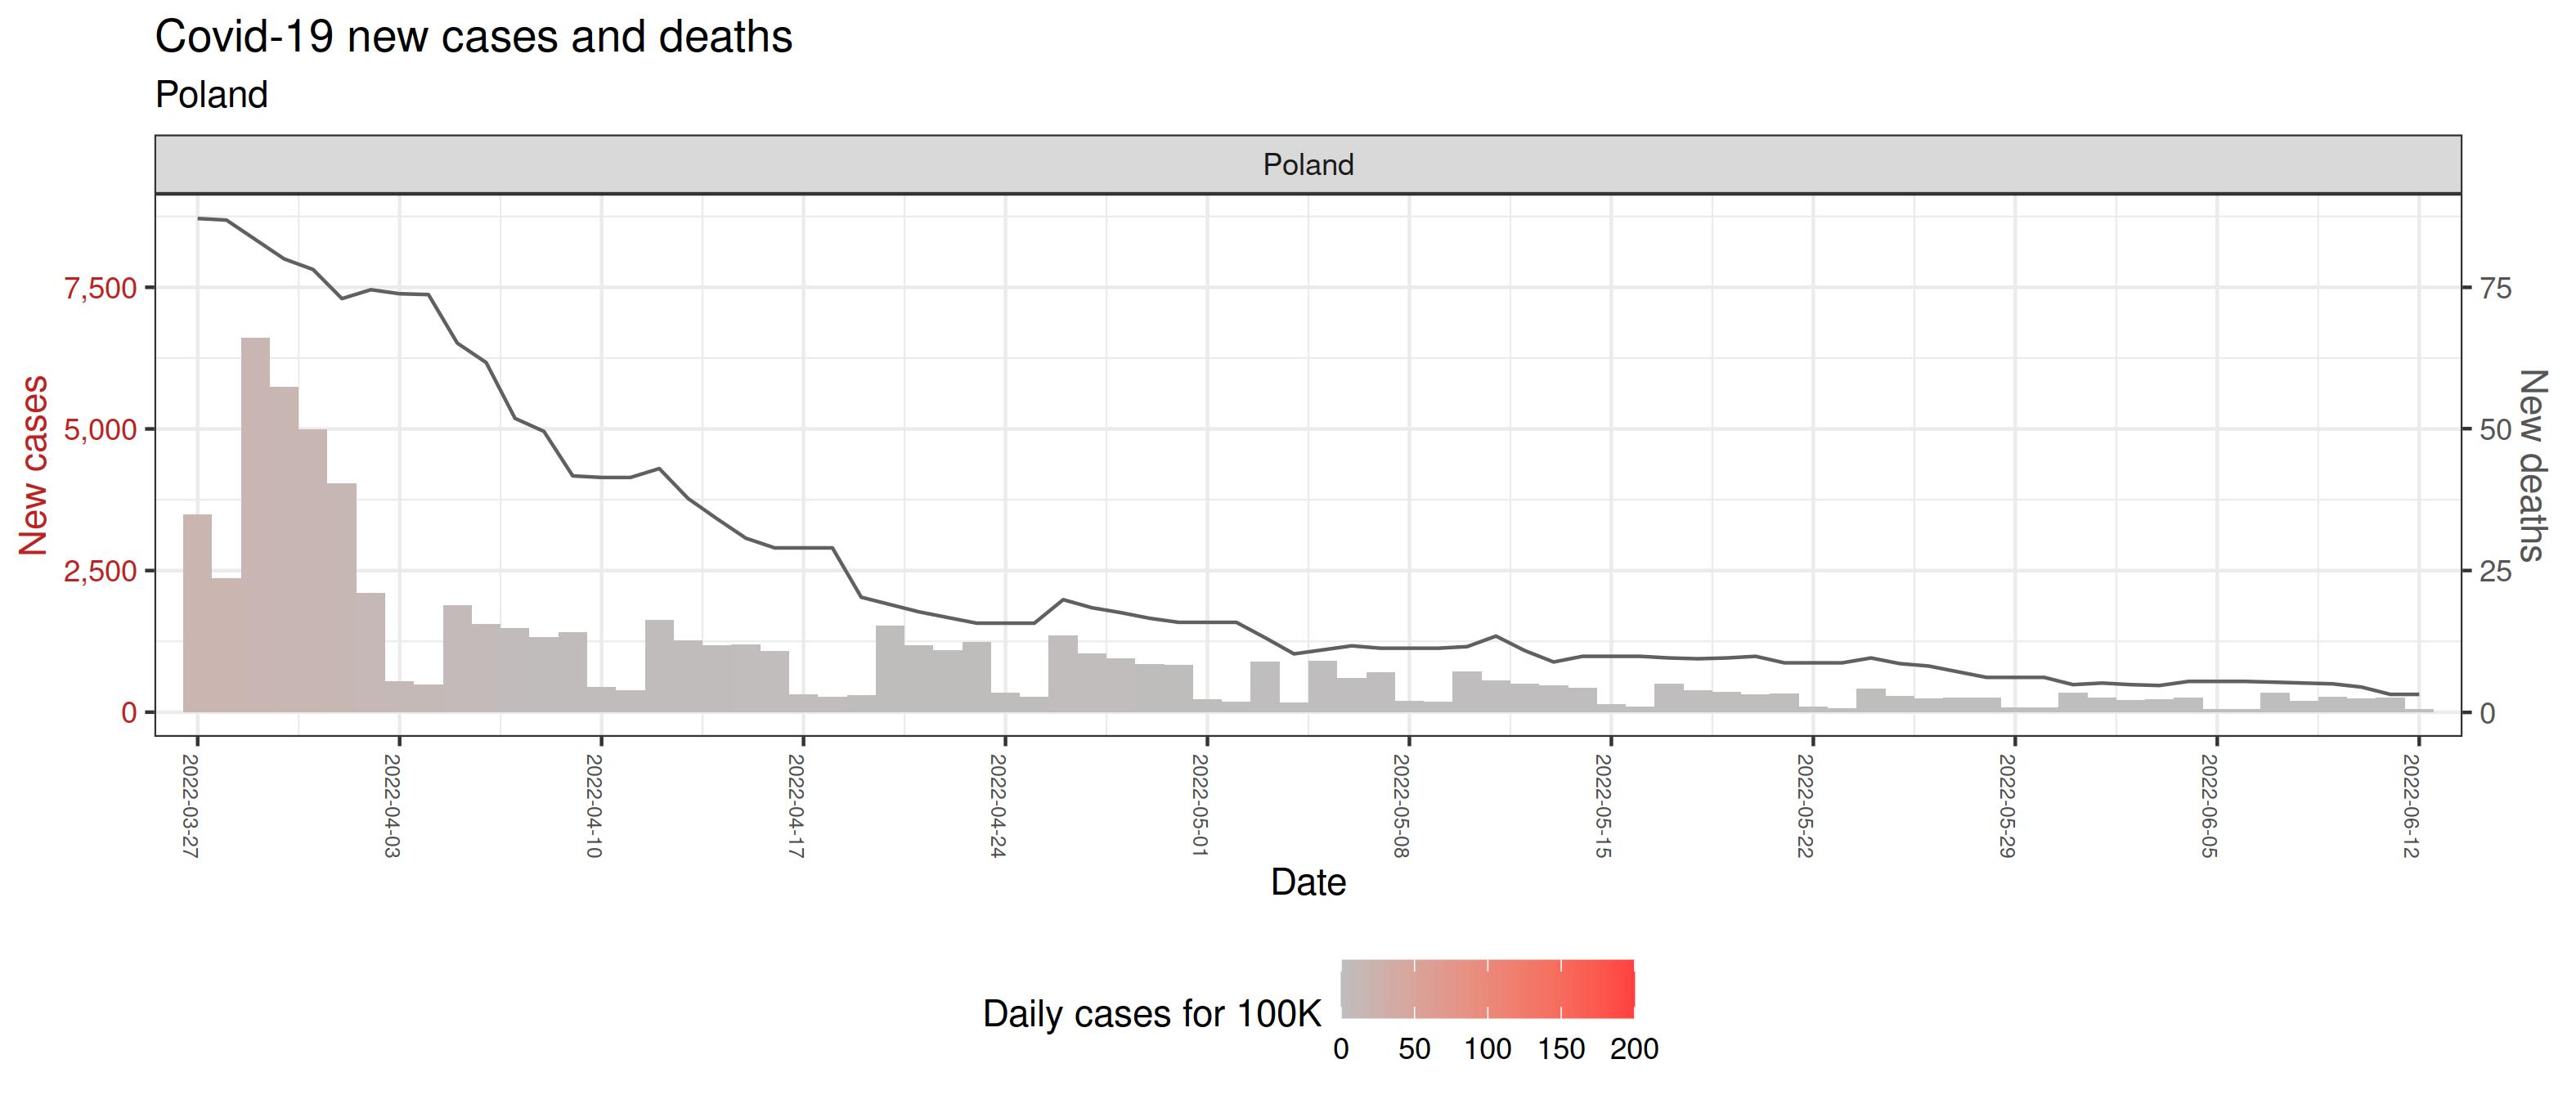 Covid-19 new cases and deaths
Poland
Poland
New cases
7,500
5,000
2,500
0
75
50
25
0
New deaths
2022-03-27
2022-04-03
2022-04-10
2022-04-17
2022-04-24
2022-05-01
2022-05-08
2022-05-15
2022-05-22
2022-05-29
2022-06-05
2022-06-12
Date
Daily cases for 100K
0 50 100 150 200